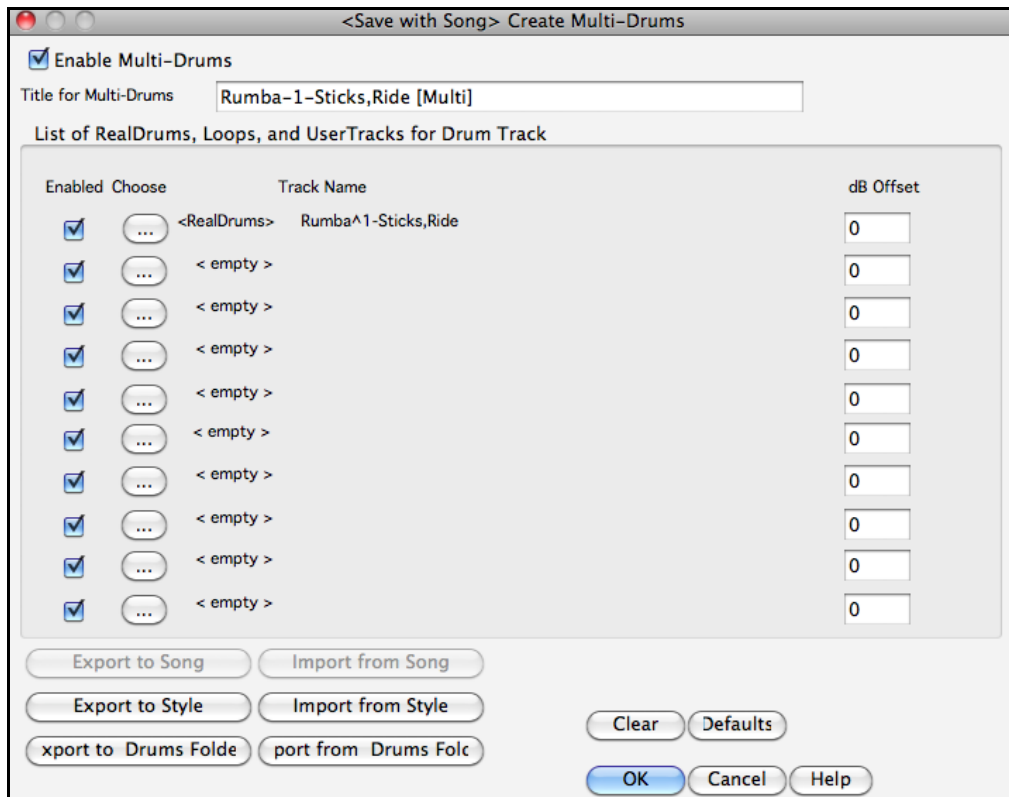 <Save with Song> Create Multi-Drums
Enable Multi-Drums
Title for Multi-Drums Rumba-1-Sticks,Ride [Multi]
List of RealDrums, Loops, and UserTracks for Drum Track
Enabled Choose Track Name dB Offset
... <RealDrums> Rumba^1-Sticks,Ride 0
... < empty > 0
... < empty > 0
... < empty > 0
... < empty > 0
... < empty > 0
... < empty > 0
... < empty > 0
... < empty > 0
... < empty > 0
Export to Song Import from Song
Export to Style Import from Style
Clear Defaults
xport to Drums Folde port from Drums Folc
OK Cancel Help